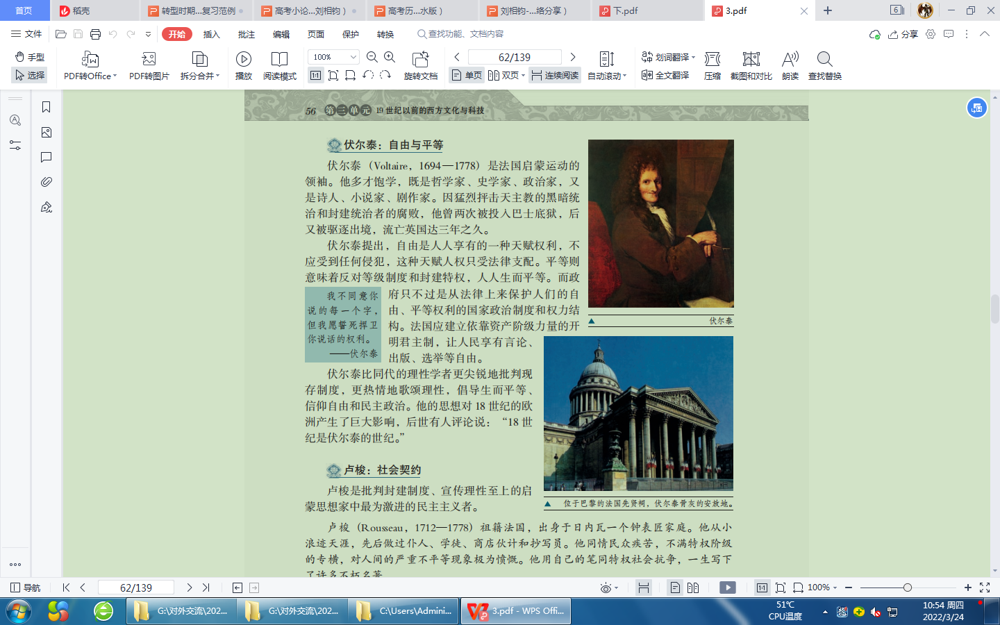 首页
稻壳
转型时期...复习范例
高考小论...刘相钧）
高考历...水版）
刘相钧-...络分享）
下.pdf
3.pdf
6
文件
开始
插入
批注
编辑
页面
保护
转换
查找功能、文档内容
分享
手型
选择
PDF转Office
PDF转图片
拆分合并
播放
阅读模式
100%
旋转文档
62/139
单页
双页
连续阅读
自动滚动
划词翻译
全文翻译
压缩
截图和对比
朗读
查找替换
56 第三单元 19 世纪以前的西方文化与科技
伏尔泰：自由与平等
伏尔泰（Voltaire，1694—1778）是法国启蒙运动的
领袖。他多才饱学，既是哲学家、史学家、政治家，又
是诗人、小说家、剧作家。因猛烈抨击天主教的黑暗统
治和封建统治者的腐败，他曾两次被投入巴士底狱，后
又被驱逐出境，流亡英国达三年之久。
伏尔泰提出，自由是人人享有的一种天赋权利，不
应受到任何侵犯，这种天赋人权只受法律支配。平等则
意味着反对等级制度和封建特权，人人生而平等。而政
府只不过是从法律上来保护人们的自
由、平等权利的国家政治制度和权力结
构。法国应建立依靠资产阶级力量的开
明君主制，让人民享有言论、
出版、选举等自由。
我不同意你
说的每一个字，
但我愿誓死捍卫
你说话的权利。
——伏尔泰
伏尔泰比同代的理性学者更尖锐地批判现
存制度，更热情地歌颂理性，倡导生而平等、
信仰自由和民主政治。他的思想对 18 世纪的欧
洲产生了巨大影响，后世有人评论说：“18 世
纪是伏尔泰的世纪。”
▲ 伏尔泰
▲ 位于巴黎的法国先贤祠，伏尔泰骨灰的安放地。
卢梭：社会契约
卢梭是批判封建制度、宣传理性至上的启
蒙思想家中最为激进的民主主义者。
卢梭（Rousseau，1712—1778）祖籍法国，出身于日内瓦一个钟表匠家庭。他从小
浪迹天涯，先后做过仆人、学徒、商店伙计和抄写员。他同情民众疾苦，不满特权阶级
的专横，对人间的严重不平等现象极为愤慨。他用自己的笔同特权社会抗争，一生写下
了许多不朽名著
导航
62/139
100%
G:\对外交流\202...
G:\对外交流\202...
C:\Users\Admini...
3.pdf - WPS Offi...
51℃
CPU温度
10:54 周四
2022/3/24